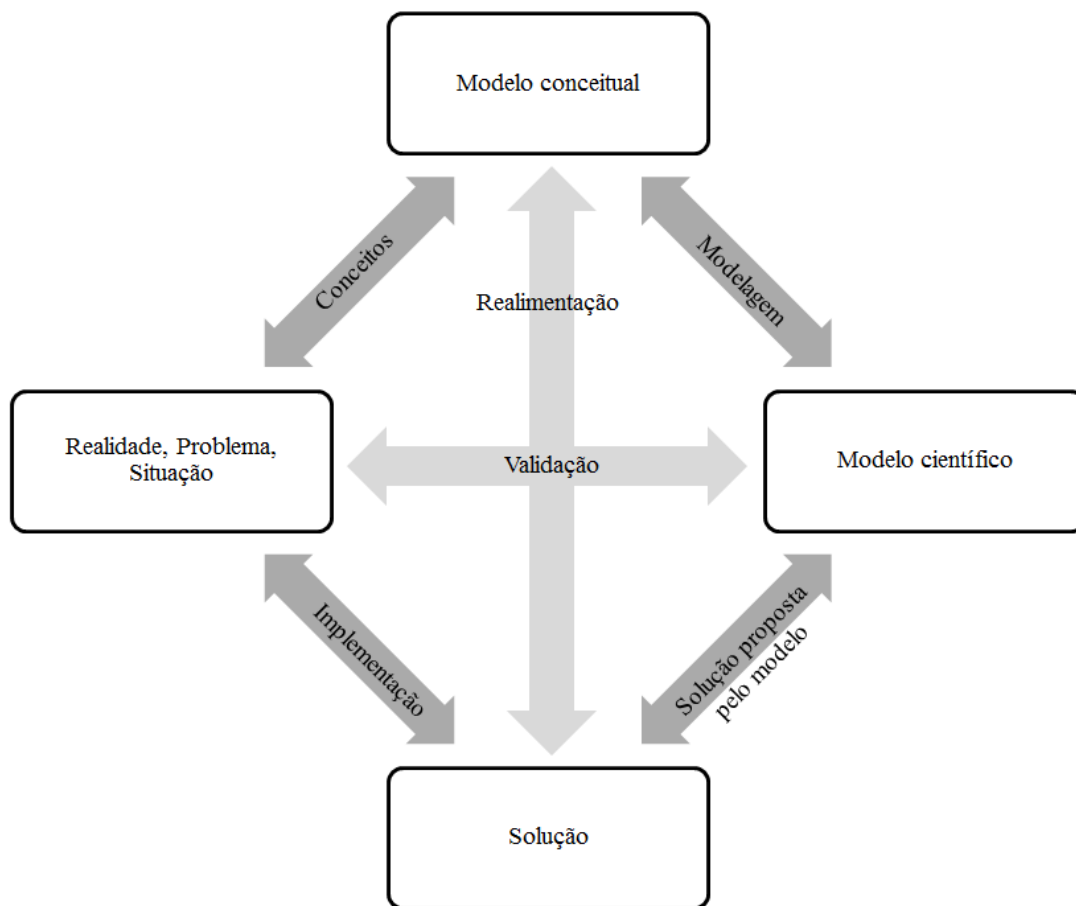 Modelo conceitual
Conceitos
Modelagem
Realimentação
Realidade, Problema,
Situação
Validação
Modelo científico
Implementação
Solução proposta
pelo modelo
Solução